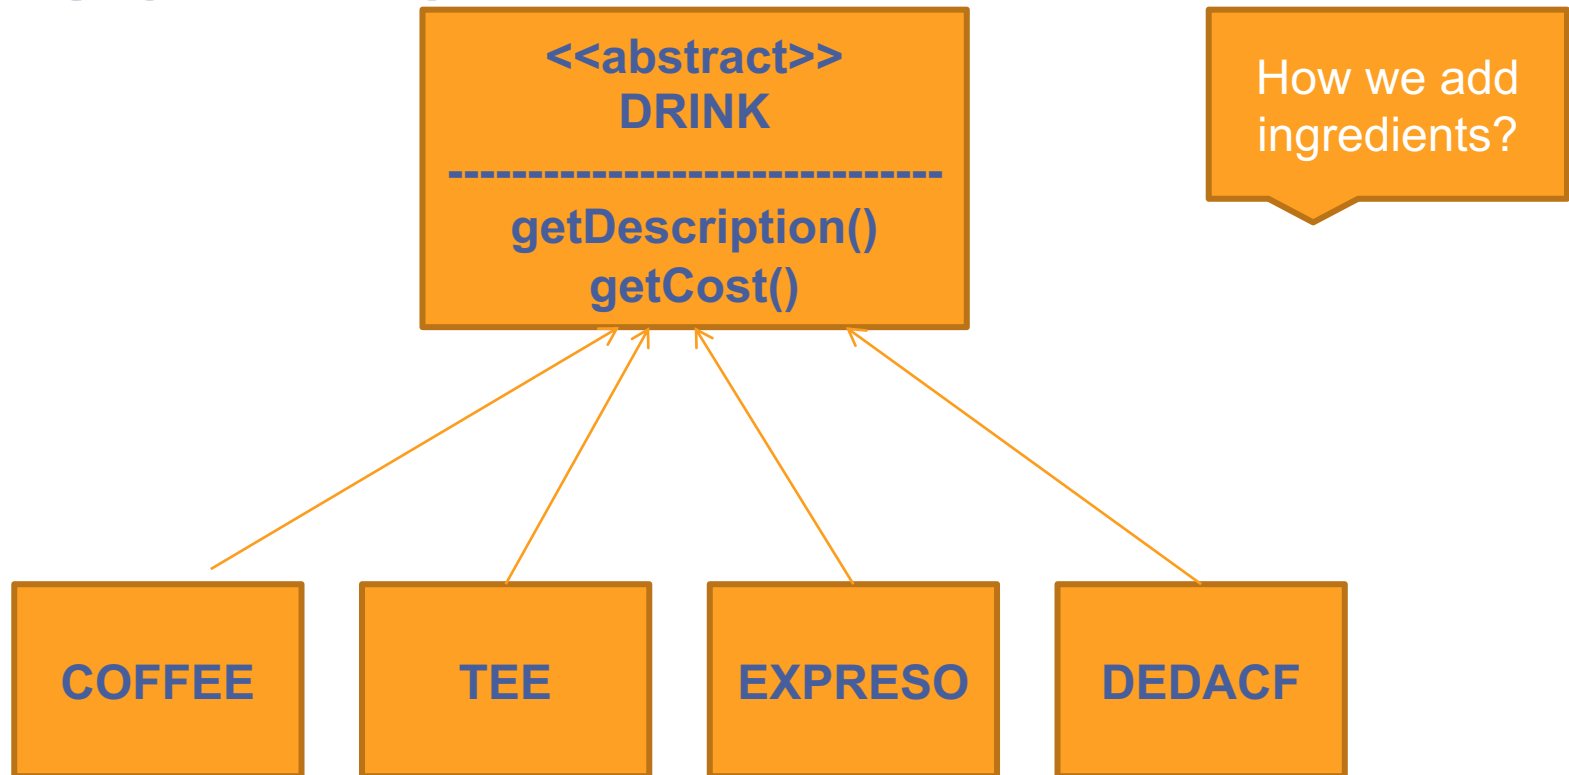 <<abstract>>
DRINK
-------------------------------
getDescription()
getCost()
How we add
ingredients?
COFFEE
TEE
EXPRESO
DEDACF